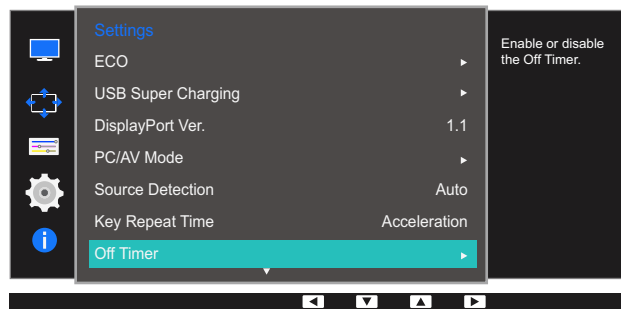 Settings
ECO
USB Super Charging
DisplayPort Ver. 1.1
PC/AV Mode
Source Detection Auto
Key Repeat Time Acceleration
Off Timer
Enable or disable
the Off Timer.